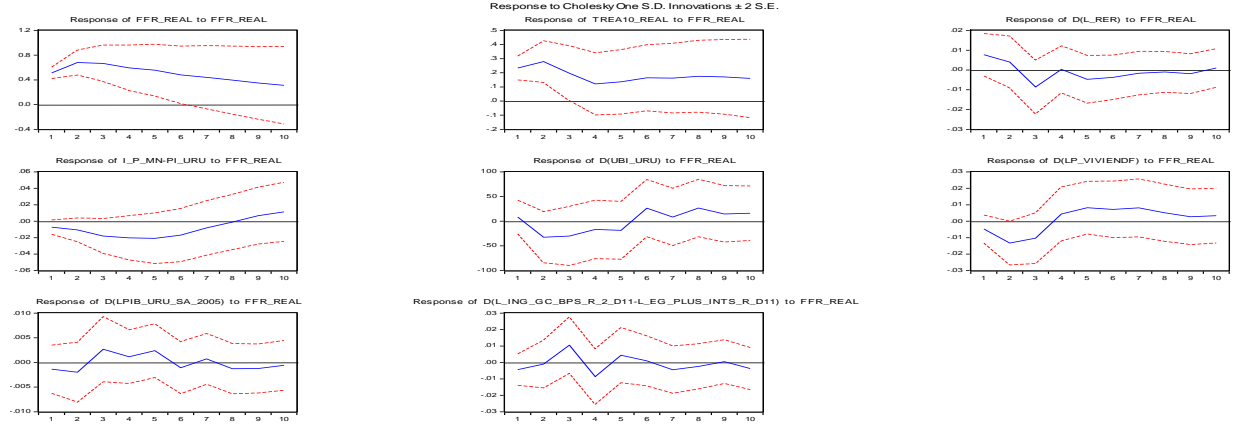 Response to Cholesky One S.D. Innovations ± 2 S.E.
Response of FFR_REAL to FFR_REAL
Response of TREA10_REAL to FFR_REAL
Response of D(L_RER) to FFR_REAL
1.2
0.8
0.4
0.0
-0.4
1 2 3 4 5 6 7 8 9 10
.5
.4
.3
.2
.1
.0
-.1
-.2
1 2 3 4 5 6 7 8 9 10
.02
.01
.00
-.01
-.02
-.03
1 2 3 4 5 6 7 8 9 10
Response of I_P_MN-PI_URU to FFR_REAL
Response of D(UBI_URU) to FFR_REAL
Response of D(LP_VIVIENDF) to FFR_REAL
.06
.04
.02
.00
-.02
-.04
-.06
1 2 3 4 5 6 7 8 9 10
100
50
0
-50
-100
1 2 3 4 5 6 7 8 9 10
.03
.02
.01
.00
-.01
-.02
-.03
1 2 3 4 5 6 7 8 9 10
Response of D(LPIB_URU_SA_2005) to FFR_REAL
Response of D(L_ING_GC_BPS_R_2_D11-L_EG_PLUS_INTS_R_D11) to FFR_REAL
.010
.005
.000
-.005
-.010
1 2 3 4 5 6 7 8 9 10
.03
.02
.01
.00
-.01
-.02
-.03
1 2 3 4 5 6 7 8 9 10